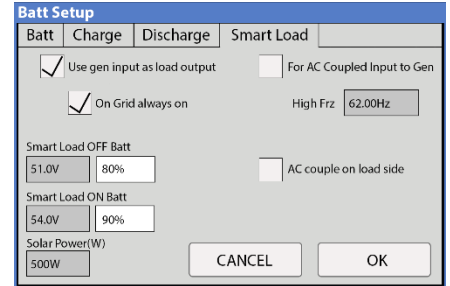 Batt Setup
Batt Charge Discharge Smart Load
Use gen input as load output For AC Coupled Input to Gen
On Grid always on High Frz 62.00Hz
Smart Load OFF Batt
51.0V 80% AC couple on load side
Smart Load ON Batt
54.0V 90%
Solar Power(W)
500W CANCEL OK